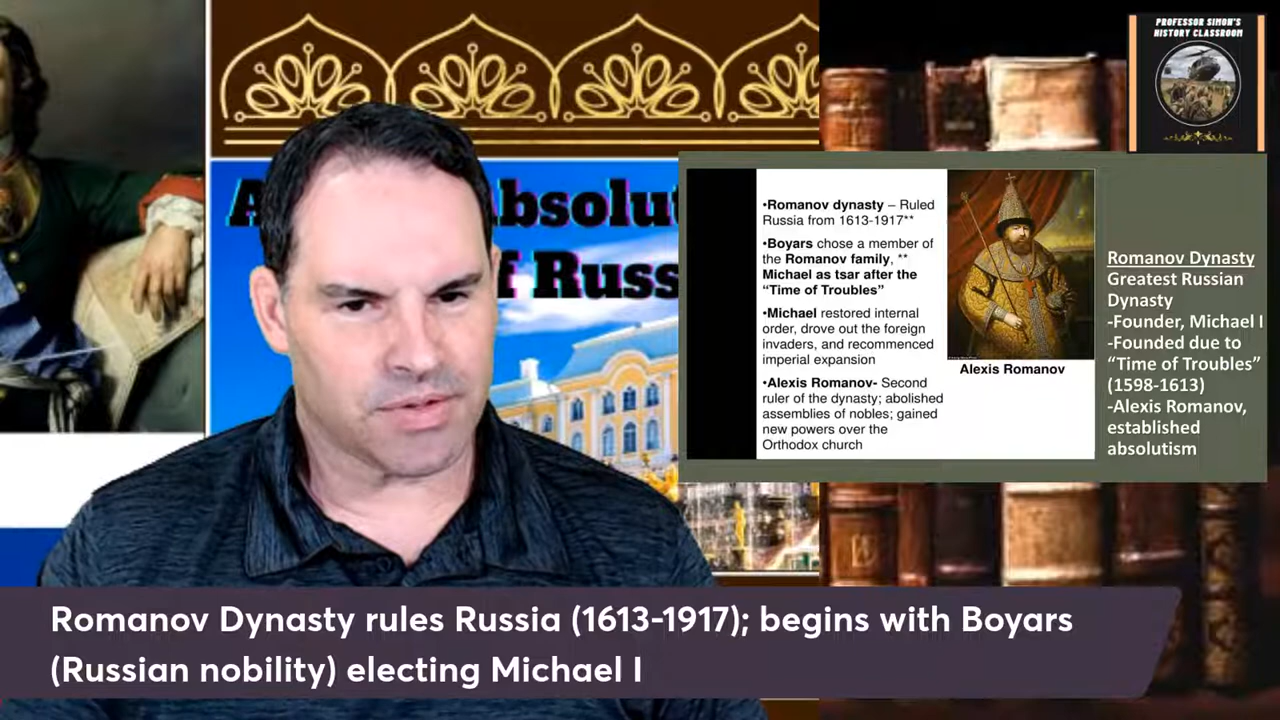 PROFESSOR SIMON'S
HISTORY CLASSROOM
•Romanov dynasty – Ruled
Russia from 1613-1917**
•Boyars chose a member of
the Romanov family, **
Michael as tsar after the
“Time of Troubles”
•Michael restored internal
order, drove out the foreign
invaders, and recommenced
imperial expansion
•Alexis Romanov- Second
ruler of the dynasty; abolished
assemblies of nobles; gained
new powers over the
Orthodox church
Alexis Romanov
Romanov Dynasty
Greatest Russian
Dynasty
-Founder, Michael I
-Founded due to
“Time of Troubles”
(1598-1613)
-Alexis Romanov,
established
absolutism
Romanov Dynasty rules Russia (1613-1917); begins with Boyars
(Russian nobility) electing Michael I